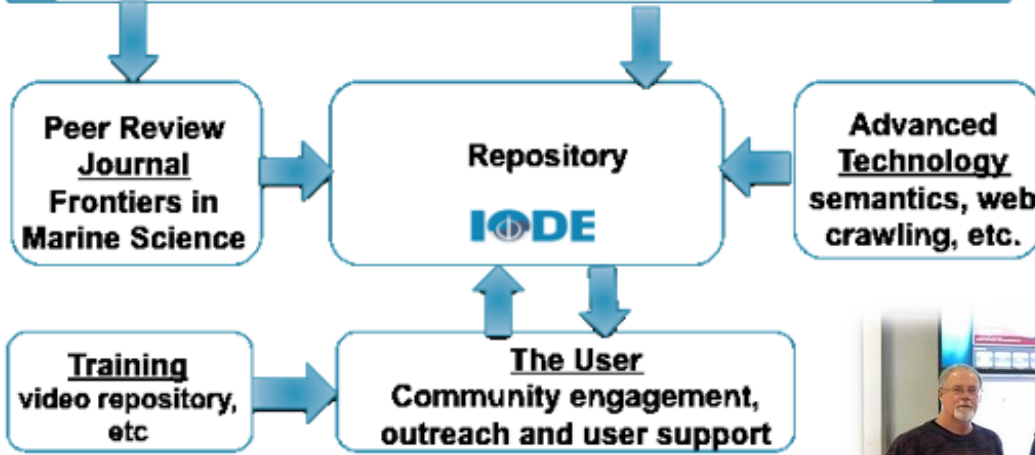 Peer Review
Journal
Frontiers in
Marine Science
Repository
IODE
Advanced
Technology
semantics, web
crawling, etc.
Training
video repository,
etc
The User
Community engagement,
outreach and user support